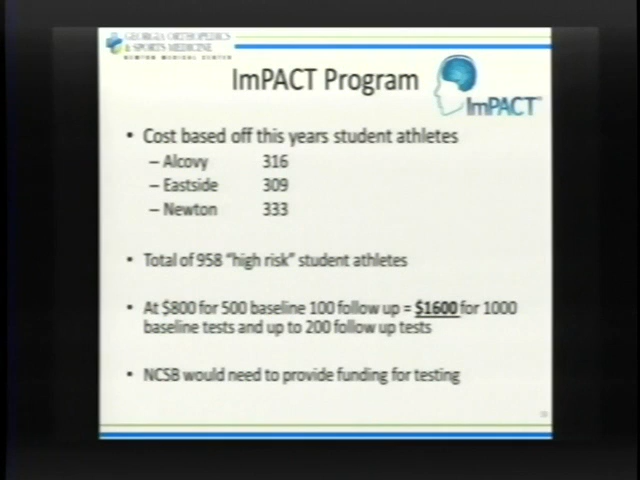 GEORGIA ORTHOPEDICS
& SPORTS MEDICINE
NEWTON MEDICAL CENTER
ImPACT Program
ImPACT™
• Cost based off this years student athletes
– Alcovy 316
– Eastside 309
– Newton 333
• Total of 958 "high risk" student athletes
• At $800 for 500 baseline 100 follow up = $1600 for 1000
baseline tests and up to 200 follow up tests
• NCSB would need to provide funding for testing